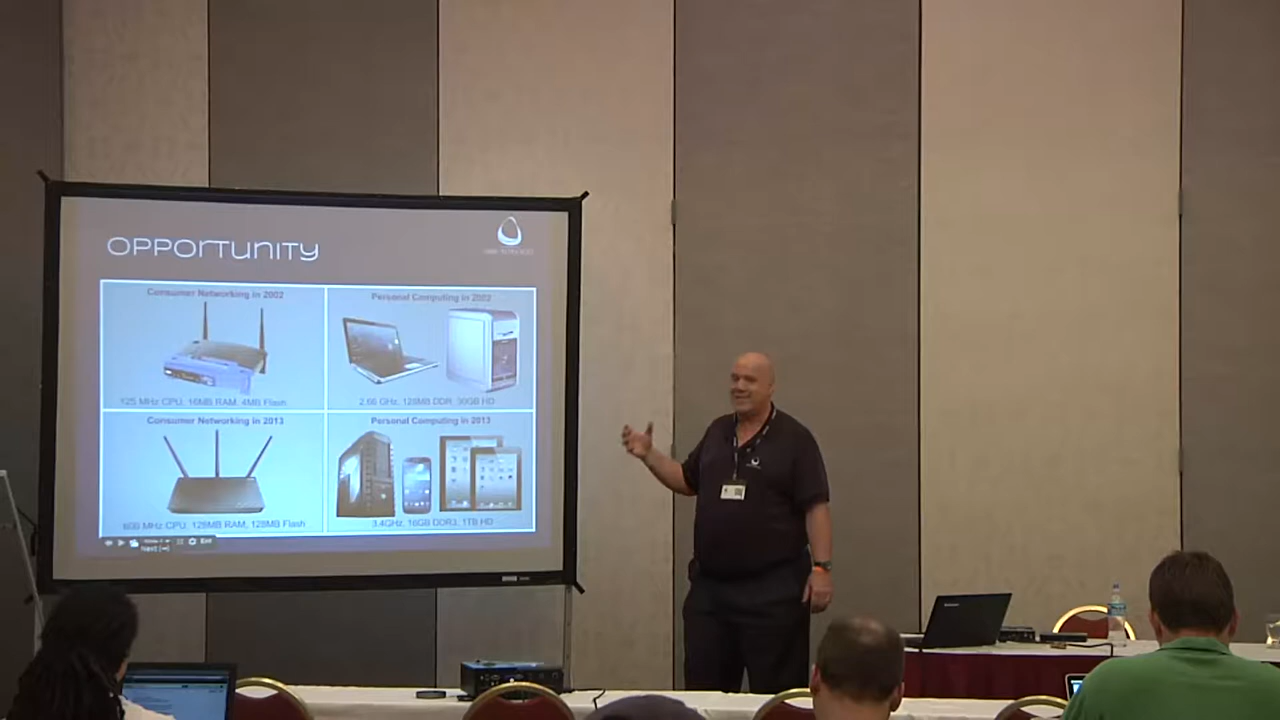 OPPOrTUNITY
Consumer Networking in 2002
Personal Computing in 2002
125 MHz CPU, 16MB RAM, 4MB Flash
2.66 GHz, 128MB DDR, 30GB HD
Consumer Networking in 2013
Personal Computing in 2013
600 MHz CPU, 128MB RAM, 128MB Flash
3.4GHz, 16GB DDR3, 1TB HD
Next